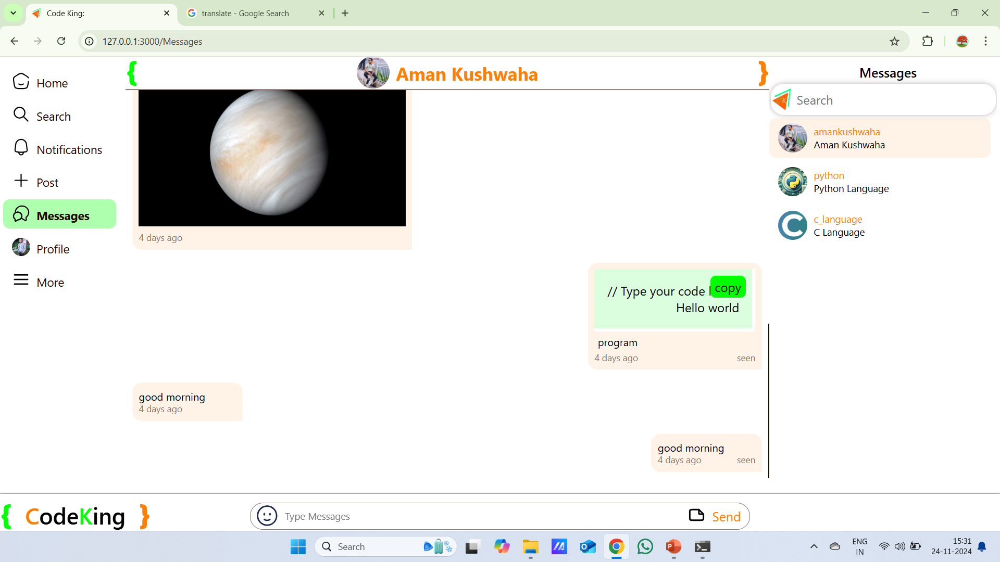 Code King:
translate - Google Search
127.0.0.1:3000/Messages
Home
Search
Notifications
Post
Messages
Profile
More
{ Aman Kushwaha }
4 days ago
// Type your code
copy
Hello world
program
4 days ago seen
good morning
4 days ago
good morning
4 days ago seen
Messages
K
Search
amankushwaha
Aman Kushwaha
python
Python Language
c_language
C Language
{ CodeKing }
Type Messages
Send
Search
ENG
IN
15:31
24-11-2024